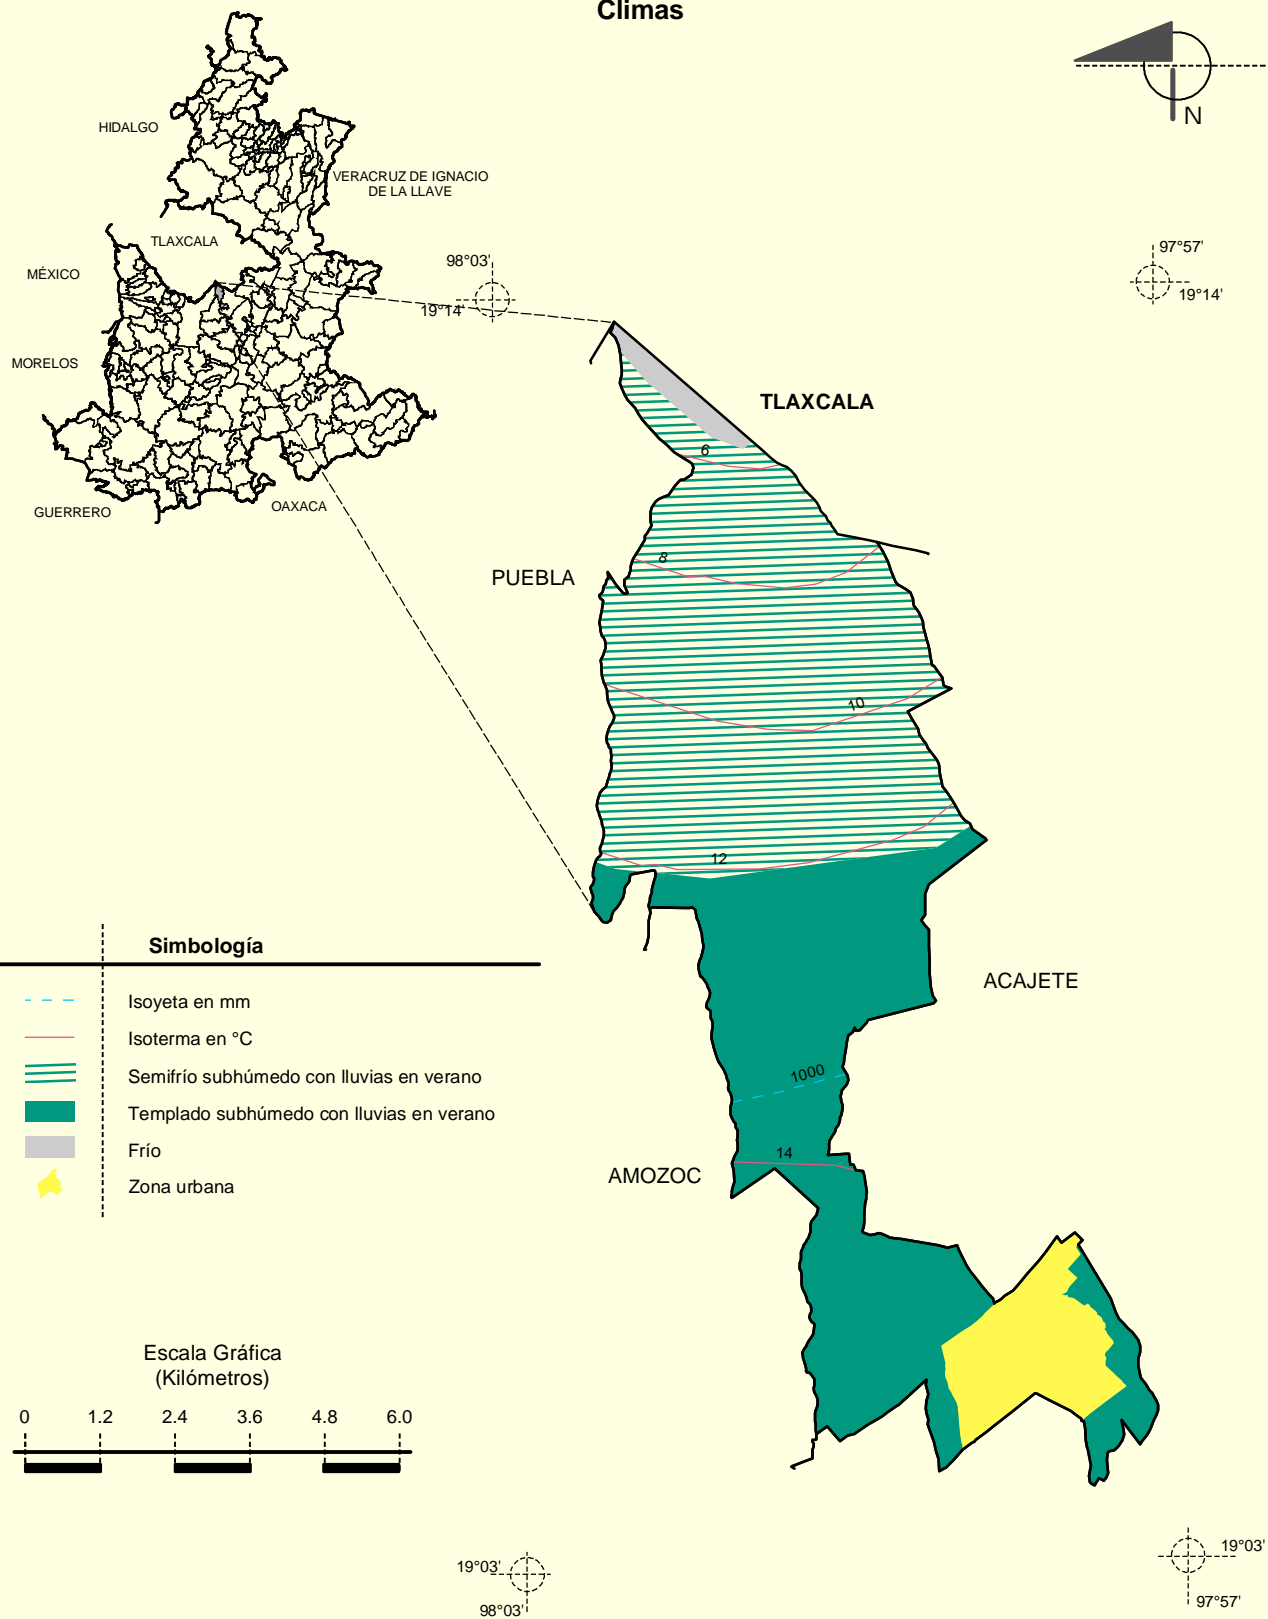 Climas
N
HIDALGO
VERACRUZ DE IGNACIO
DE LA LLAVE
TLAXCALA
MÉXICO
MORELOS
GUERRERO
OAXACA
98°03'
19°14'
97°57'
19°14'
TLAXCALA
6
8
PUEBLA
10
12
ACAJETE
1000
14
AMOZOC
Simbología
Isoyeta en mm
Isoterma en °C
Semifrío subhúmedo con lluvias en verano
Templado subhúmedo con lluvias en verano
Frío
Zona urbana
Escala Gráfica
(Kilómetros)
0 1.2 2.4 3.6 4.8 6.0
19°03'
98°03'
19°03'
97°57'